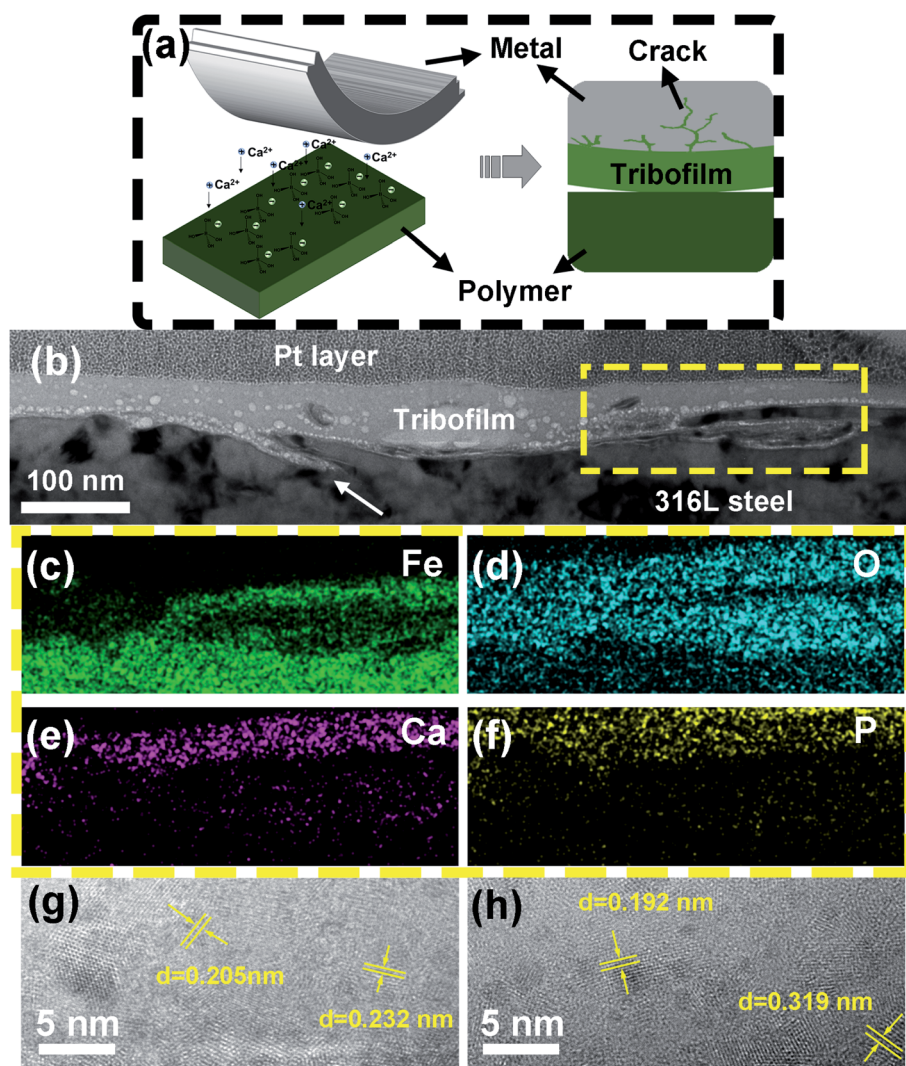 (a)
Metal
Crack
Ca²⁺
Ca²⁺
Ca²⁺
Ca²⁺
Ca²⁺
Ca²⁺
Tribofilm
Polymer
(b)
Pt layer
Tribofilm
100 nm
316L steel
(c)
Fe
(d)
O
(e)
Ca
(f)
P
(g)
d=0.205nm
d=0.232 nm
5 nm
(h)
d=0.192 nm
d=0.319 nm
5 nm